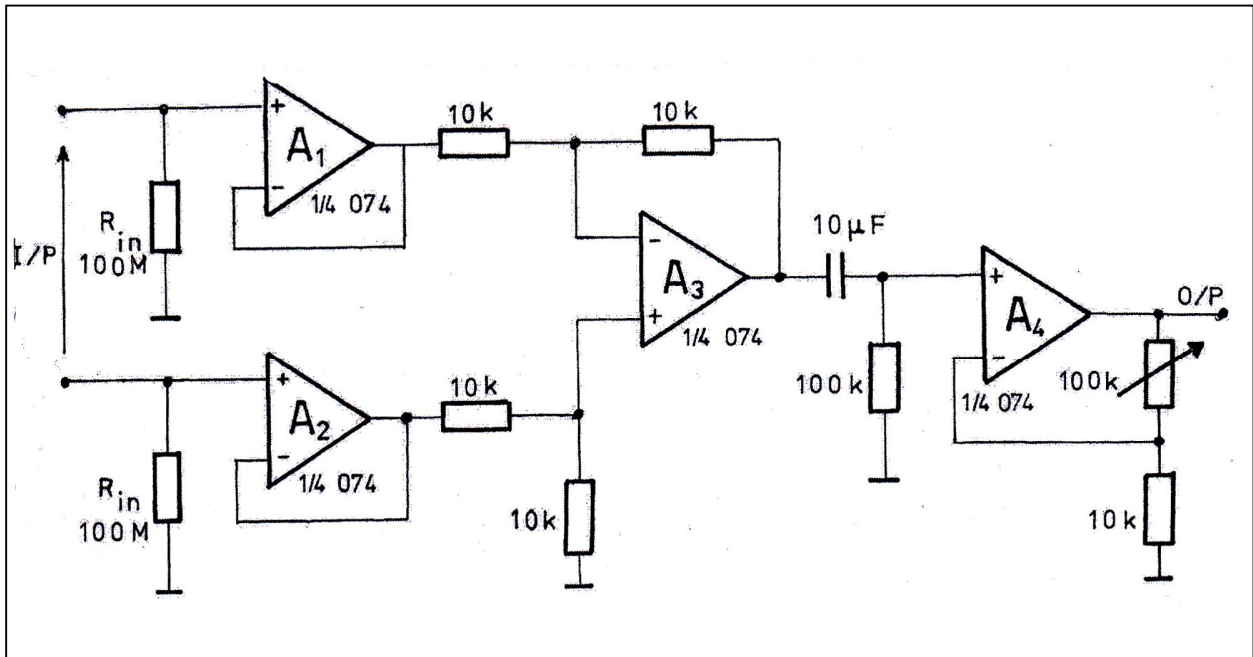 10k
10k
+
A1
-
1/4 074
Rin
100M
I/P
10µF
-
A3
+
1/4 074
O/P
+
A4
-
1/4 074
100k
100k
10k
10k
+
A2
-
1/4 074
Rin
100M
10k